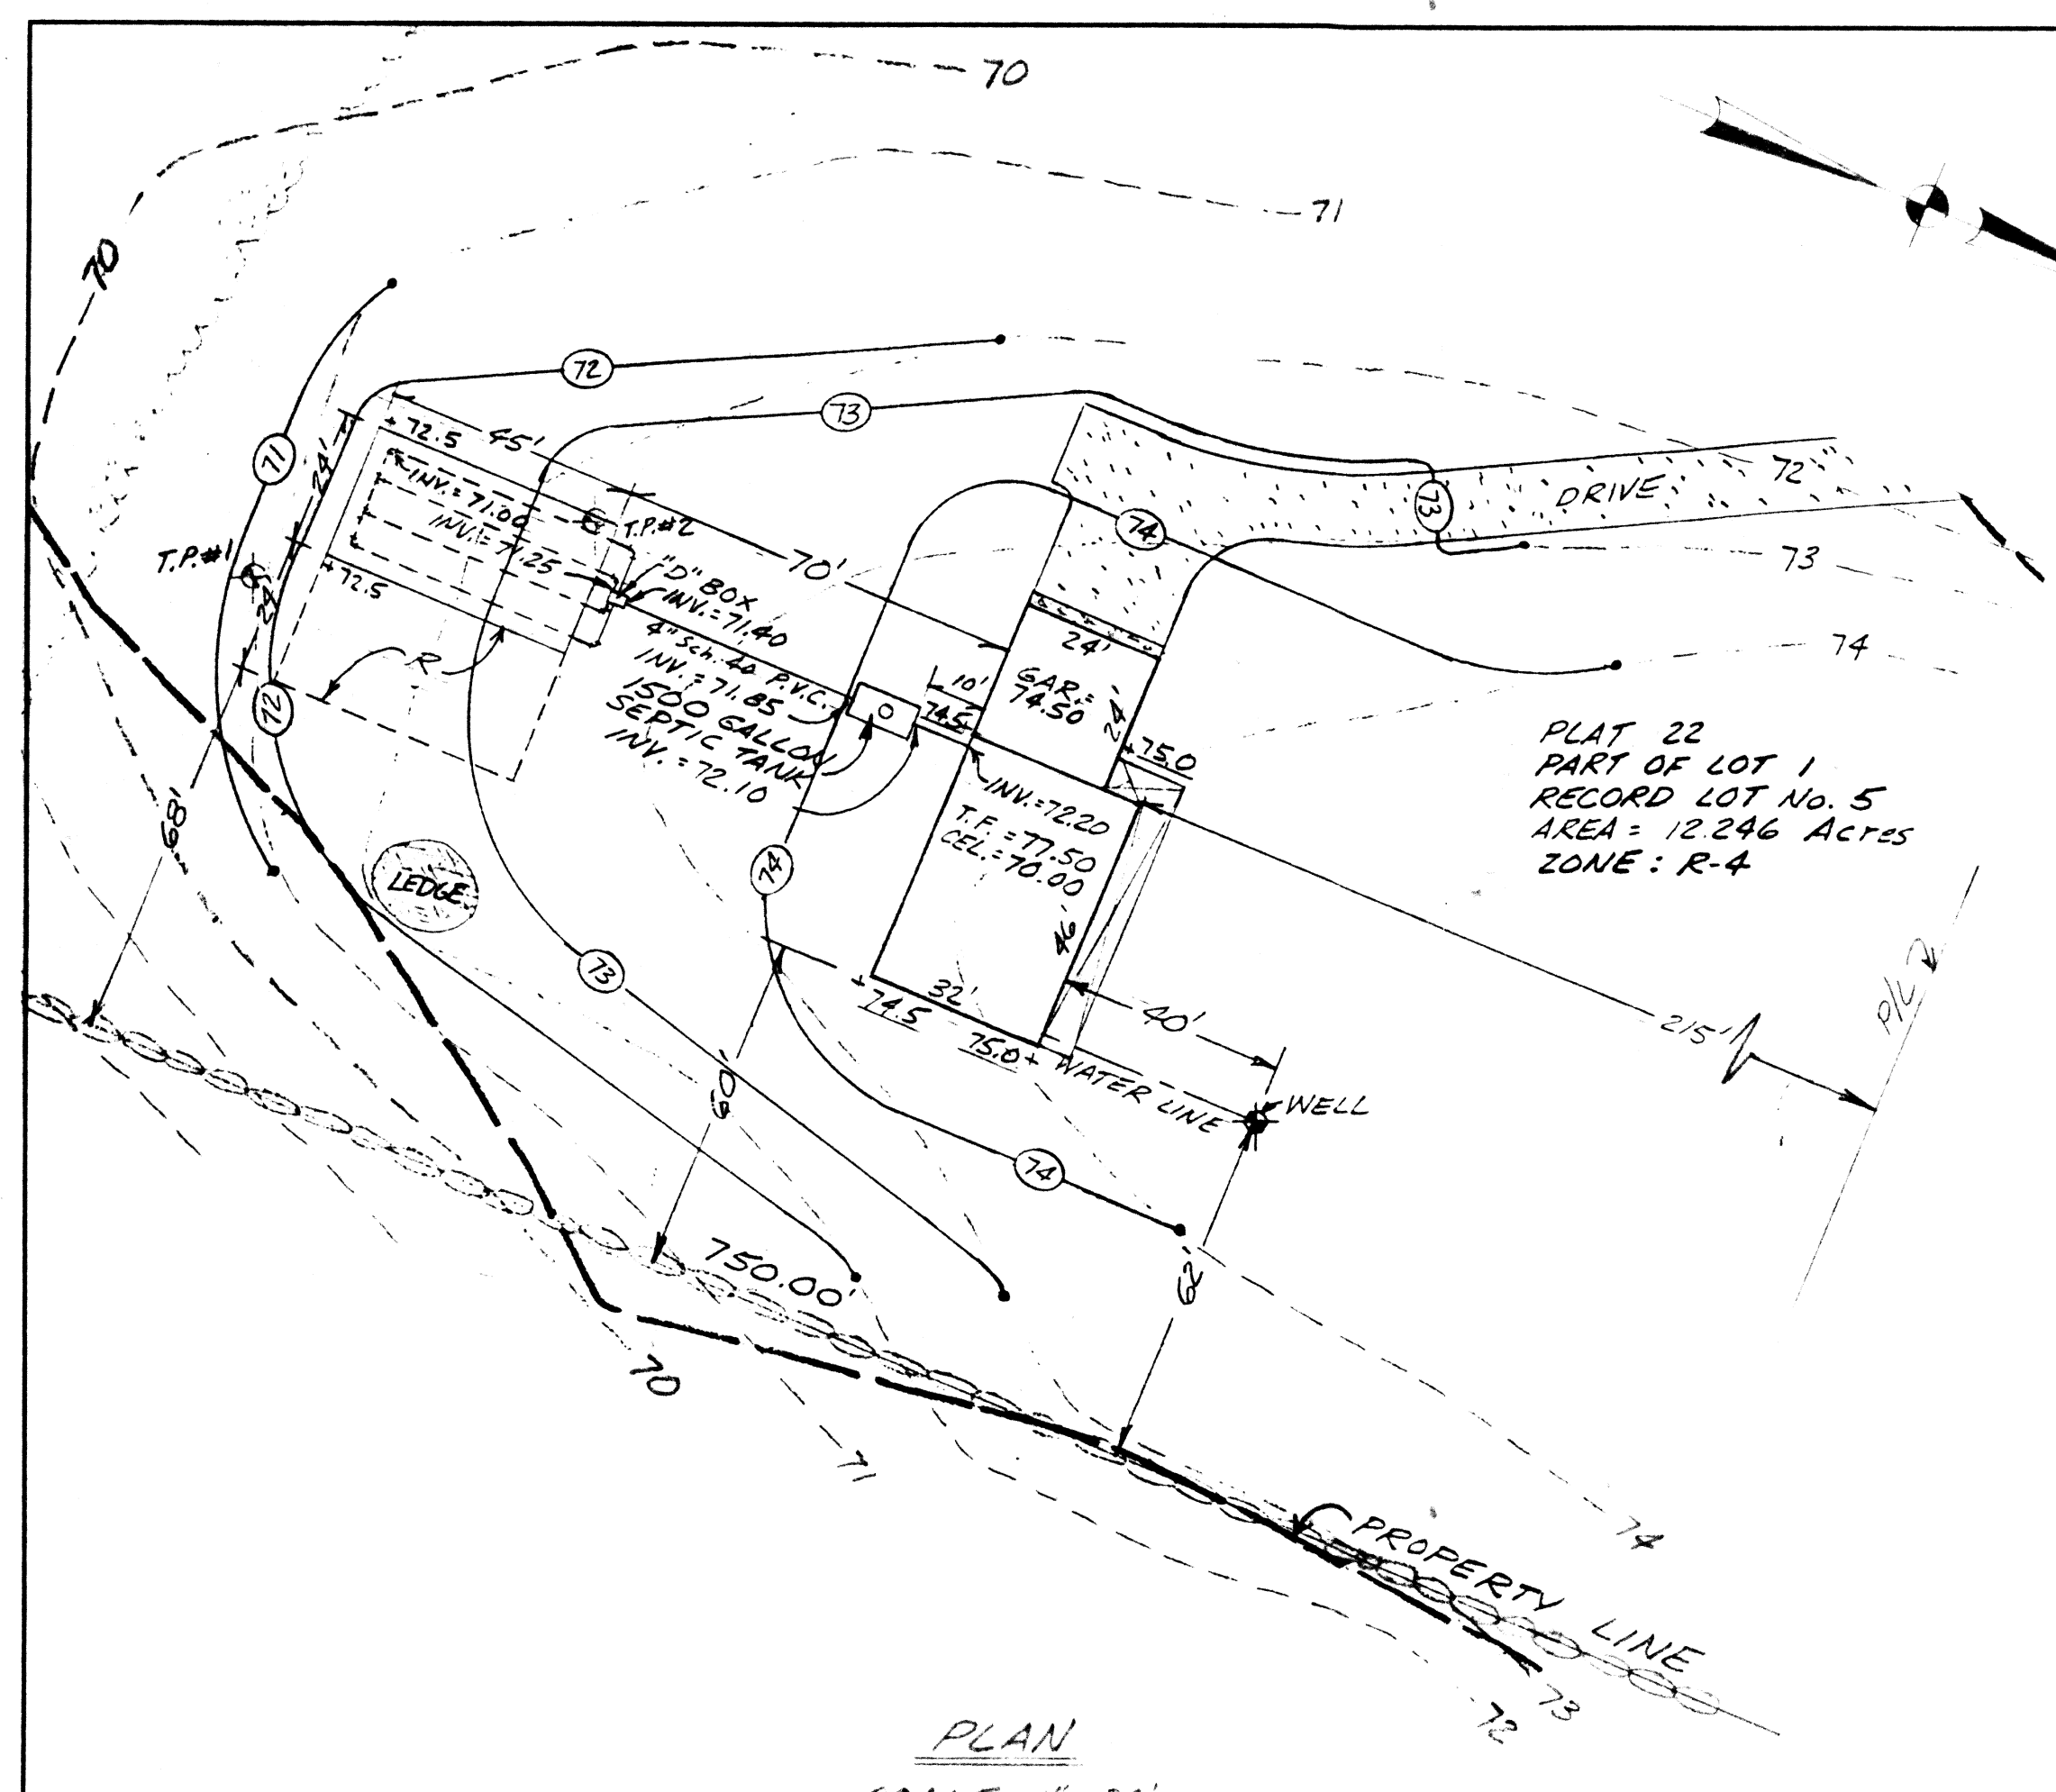 70
71
70
72
73
71
+72.5
45'
24'
INV.=71.00
INV.=71.25
T.P.#2
T.P.#1
24'
+72.5
"D" BOX
INV.=71.40
4" Sch. 40 P.V.C.
INV.=71.85
1500 GALLON
SEPTIC TANK
INV.=72.10
R
72
70'
74
DRIVE
72
73
73
74
24'
GAR.=
74.50
24'
10'
74.5+
+75.0
INV.=72.20
T.F.=77.50
CEL.=70.00
46'
32'
+74.5
75.0+
WATER LINE
WELL
40'
215'
P/L
PLAT 22
PART OF LOT 1
RECORD LOT No. 5
AREA = 12.246 Acres
ZONE: R-4
68'
LEDGE
73
74
60'
74
62'
750.00'
70
71
74
PROPERTY LINE
73
72
PLAN